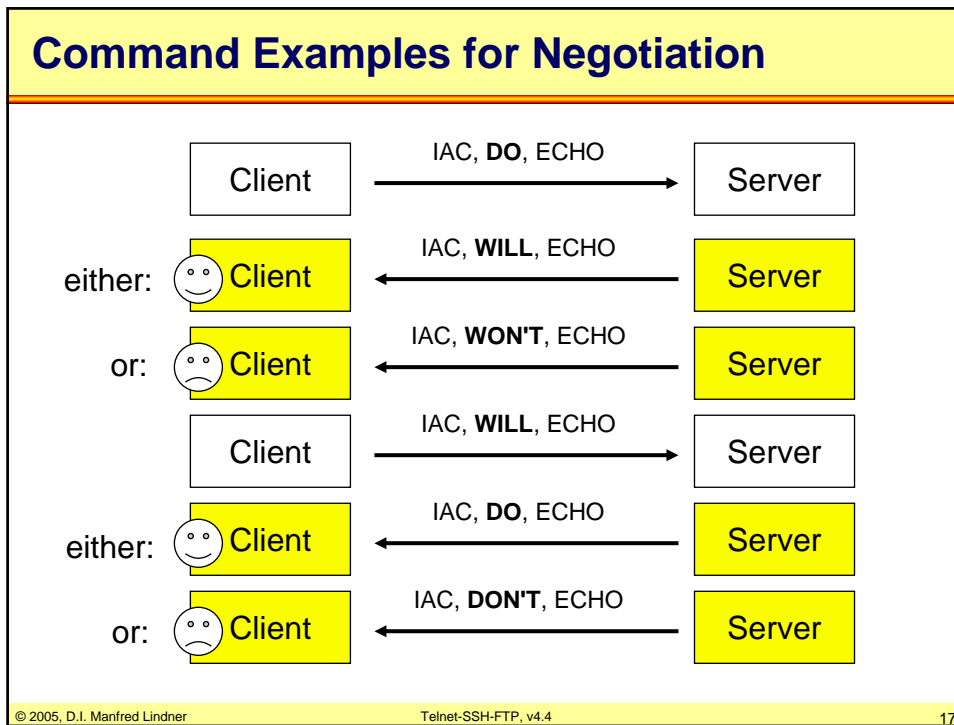 Command Examples for Negotiation
IAC, DO, ECHO
Client Server
IAC, WILL, ECHO
either: Client Server
IAC, WON'T, ECHO
or: Client Server
IAC, WILL, ECHO
Client Server
IAC, DO, ECHO
either: Client Server
IAC, DON'T, ECHO
or: Client Server
© 2005, D.I. Manfred Lindner Telnet-SSH-FTP, v4.4 17